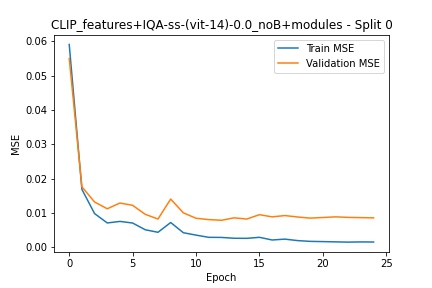 CLIP_features+IQA-ss-(vit-14)-0.0_noB+modules - Split 0
Train MSE
Validation MSE
0.06
0.05
0.04
0.03
0.02
0.01
0.00
MSE
0 5 10 15 20 25
Epoch